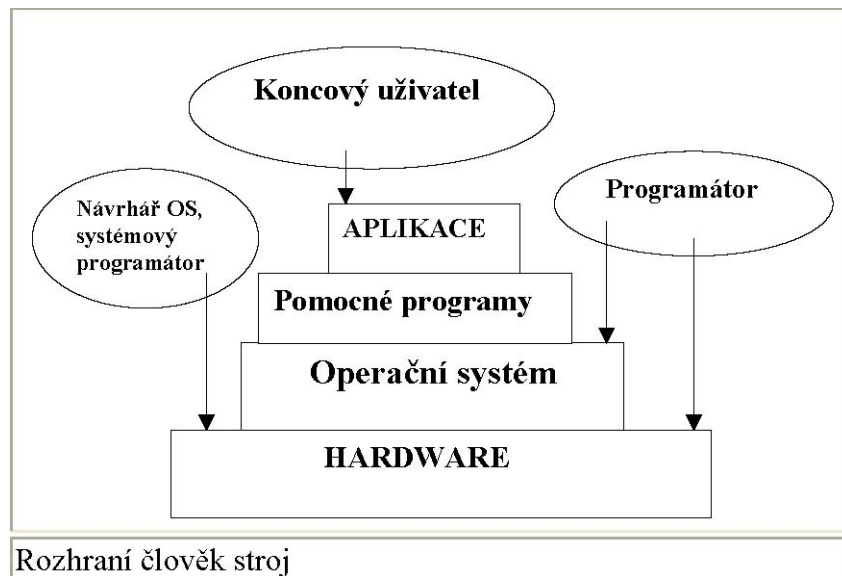 Koncový uživatel
Návrhář OS,
systémový
programátor
Programátor
APLIKACE
Pomocné programy
Operační systém
HARDWARE
Rozhraní člověk stroj